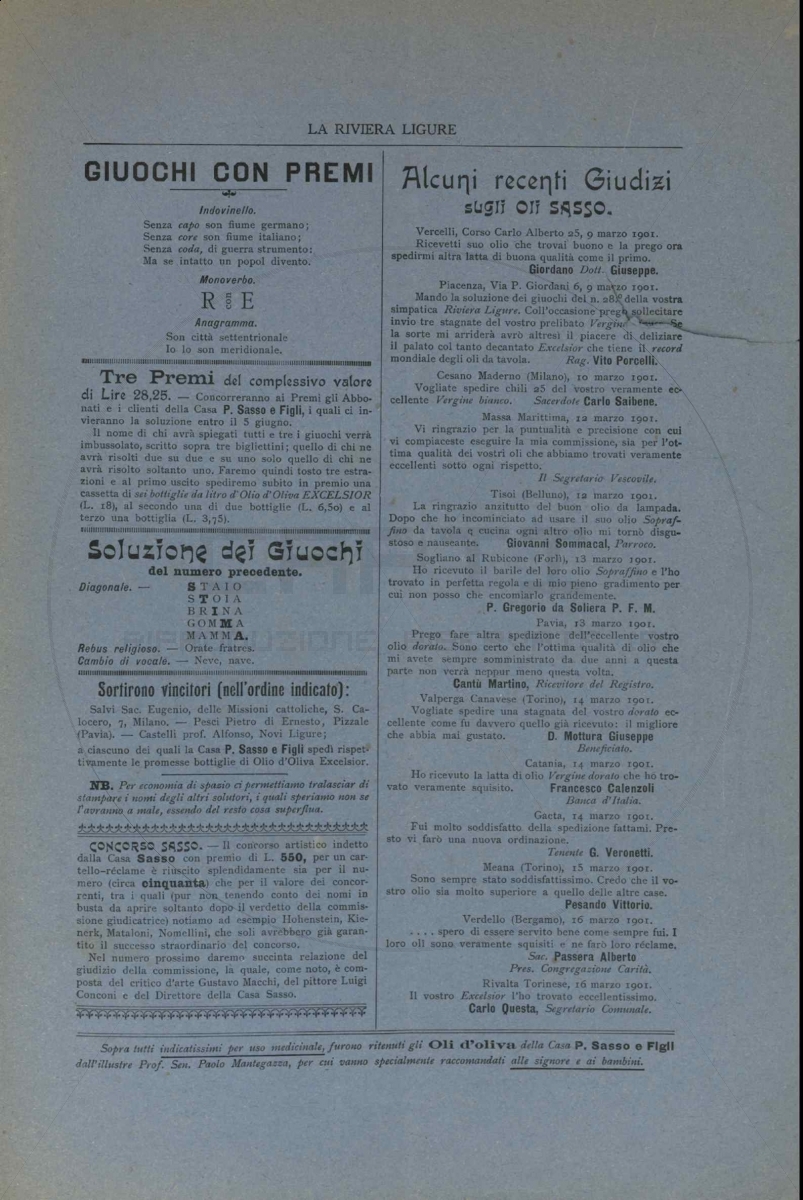 LA RIVIERA LIGURE
GIUOCHI CON PREMI
Indovinello.
Senza capo son fiume germano;
Senza core son fiume italiano;
Senza coda, di guerra strumento:
Ma se intatto un popol divento.
Monoverbo.
R con E
Anagramma.
Son città settentrionale
Io lo son meridionale.
Tre Premi del complessivo valore
di Lire 28,25. — Concorreranno ai Premi gli Abbo-
nati e i clienti della Casa P. Sasso e Figli, i quali ci in-
vieranno la soluzione entro il 5 giugno.
Il nome di chi avrà spiegati tutti e tre i giuochi verrà
imbussolato, scritto sopra tre bigliettini; quello di chi ne
avrà risolti due su due e su uno solo quello di chi ne
avrà risolto soltanto uno. Faremo quindi tosto tre estra-
zioni e al primo uscito spediremo subito in premio una
cassetta di sei bottiglie da litro d'Olio d'Oliva EXCELSIOR
(L. 18), al secondo una di due bottiglie (L. 6,50) e al
terzo una bottiglia (L. 3,75).
Soluzione dei Giuochi
del numero precedente.
Diagonale. — STAIO
STOIA
BRINA
GOMMA
MAMMA.
Rebus religioso. — Orate fratres.
Cambio di vocale. — Neve, nave.
Sortirono vincitori (nell'ordine indicato):
Salvi Sac. Eugenio, delle Missioni cattoliche, S. Ca-
locero, 7, Milano. — Pesci Pietro di Ernesto, Pizzale
(Pavia). — Castelli prof. Alfonso, Novi Ligure;
a ciascuno dei quali la Casa P. Sasso e Figli spedì rispet-
tivamente le promesse bottiglie di Olio d'Oliva Excelsior.
NB. Per economia di spazio ci permettiamo tralasciar di
stampare i nomi degli altri solutori, i quali speriamo non se
l'avranno a male, essendo del resto cosa superflua.
CONCORSO SASSO. — Il concorso artistico indetto
dalla Casa Sasso con premio di L. 550, per un car-
tello-réclame è riuscito splendidamente sia per il nu-
mero (circa cinquanta) che per il valore dei concor-
renti, tra i quali (pur non tenendo conto dei nomi in
busta da aprire soltanto dopo il verdetto della commis-
sione giudicatrice) notiamo ad esempio Hohenstein, Kie-
nerk, Mataloni, Nomellini, che soli avrebbero già garan-
tito il successo straordinario del concorso.
Nel numero prossimo daremo succinta relazione del
giudizio della commissione, la quale, come noto, è com-
posta del critico d'arte Gustavo Macchi, del pittore Luigi
Conconi e del Direttore della Casa Sasso.
Alcuni recenti Giudizi
sugli Oli SASSO.
Vercelli, Corso Carlo Alberto 25, 9 marzo 1901.
Ricevetti suo olio che trovai buono e la prego ora
spedirmi altra latta di buona qualità come il primo.
Giordano Dott. Giuseppe.
Piacenza, Via P. Giordani 6, 9 marzo 1901.
Mando la soluzione dei giuochi del n. 28 della vostra
simpatica Riviera Ligure. Coll'occasione prego sollecitare
invio tre stagnate del vostro prelibato Vergine Se
la sorte mi arriderà avrò altresì il piacere di deliziare
il palato col tanto decantato Excelsior che tiene il record
mondiale degli oli da tavola. Rag. Vito Porcelli.
Cesano Maderno (Milano), 10 marzo 1901.
Vogliate spedire chili 25 del vostro veramente ec-
cellente Vergine bianco. Sacerdote Carlo Saibene.
Massa Marittima, 12 marzo 1901.
Vi ringrazio per la puntualità e precisione con cui
vi compiaceste eseguire la mia commissione, sia per l'ot-
tima qualità dei vostri oli che abbiamo trovati veramente
eccellenti sotto ogni rispetto.
Il Segretario Vescovile.
Tisoi (Belluno), 12 marzo 1901.
La ringrazio anzitutto del buon olio da lampada.
Dopo che ho incominciato ad usare il suo olio Sopraf-
fino da tavola q cucina ogni altro olio mi tornò disgu-
stoso e nauseante. Giovanni Sommacal, Parroco.
Sogliano al Rubicone (Forlì), 13 marzo 1901.
Ho ricevuto il barile del loro olio Sopraffino e l'ho
trovato in perfetta regola e di mio pieno gradimento per
cui non posso che encomiarlo grandemente.
P. Gregorio da Soliera P. F. M.
Pavia, 13 marzo 1901.
Prego fare altra spedizione dell'eccellente vostro
olio dorato. Sono certo che l'ottima qualità di olio che
mi avete sempre somministrato da due anni a questa
parte non verrà neppur meno questa volta.
Cantù Martino, Ricevitore del Registro.
Valperga Canavese (Torino), 14 marzo 1901.
Vogliate spedire una stagnata del vostro dorato ec-
cellente come fu davvero quello già ricevuto: il migliore
che abbia mai gustato. D. Mottura Giuseppe
Beneficiato.
Catania, 14 marzo 1901.
Ho ricevuto la latta di olio Vergine dorato che ho tro-
vato veramente squisito. Francesco Calenzoli
Banca d'Italia.
Gaeta, 14 marzo 1901.
Fui molto soddisfatto della spedizione fattami. Pre-
sto vi farò una nuova ordinazione.
Tenente G. Veronetti.
Meana (Torino), 15 marzo 1901.
Sono sempre stato soddisfattissimo. Credo che il vo-
stro olio sia molto superiore a quello delle altre case.
Pesando Vittorio.
Verdello (Bergamo), 16 marzo 1901.
.... spero di essere servito bene come sempre fui. I
loro oli sono veramente squisiti e ne farò loro réclame.
Sac. Passera Alberto
Pres. Congregazione Carità.
Rivalta Torinese, 16 marzo 1901.
Il vostro Excelsior l'ho trovato eccellentissimo.
Carlo Questa, Segretario Comunale.
Sopra tutti indicatissimi per uso medicinale, furono ritenuti gli Oli d'oliva della Casa P. Sasso e Figli
dall'illustre Prof. Sen. Paolo Mantegazza, per cui vanno specialmente raccomandati alle signore e ai bambini.